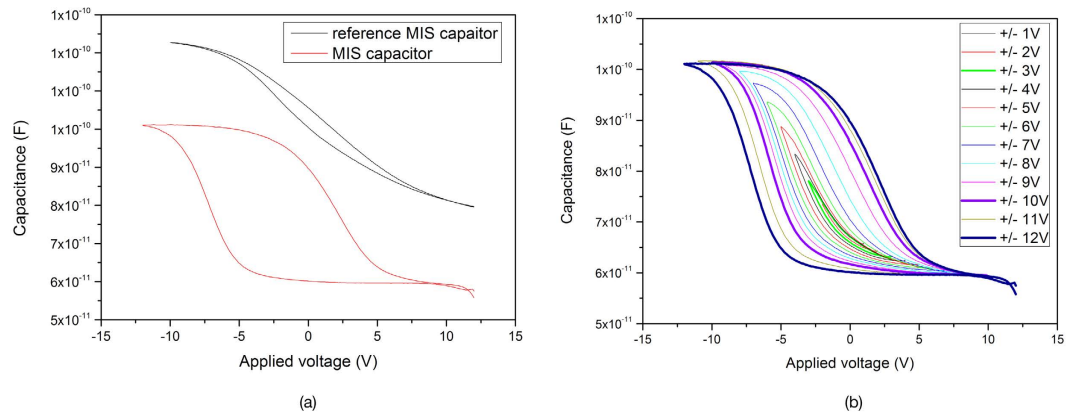 (a)
reference MIS capaitor
MIS capacitor
1x10⁻¹⁰
1x10⁻¹⁰
1x10⁻¹⁰
1x10⁻¹⁰
9x10⁻¹¹
8x10⁻¹¹
7x10⁻¹¹
6x10⁻¹¹
5x10⁻¹¹
Capacitance (F)
-15 -10 -5 0 5 10 15
Applied voltage (V)
(a)
b)
+/- 1V
+/- 2V
+/- 3V
+/- 4V
+/- 5V
+/- 6V
+/- 7V
+/- 8V
+/- 9V
+/- 10V
+/- 11V
+/- 12V
1x10⁻¹⁰
1x10⁻¹⁰
9x10⁻¹¹
8x10⁻¹¹
7x10⁻¹¹
6x10⁻¹¹
5x10⁻¹¹
Capacitance (F)
-15 -10 -5 0 5 10 15
Applied voltage (V)
(b)